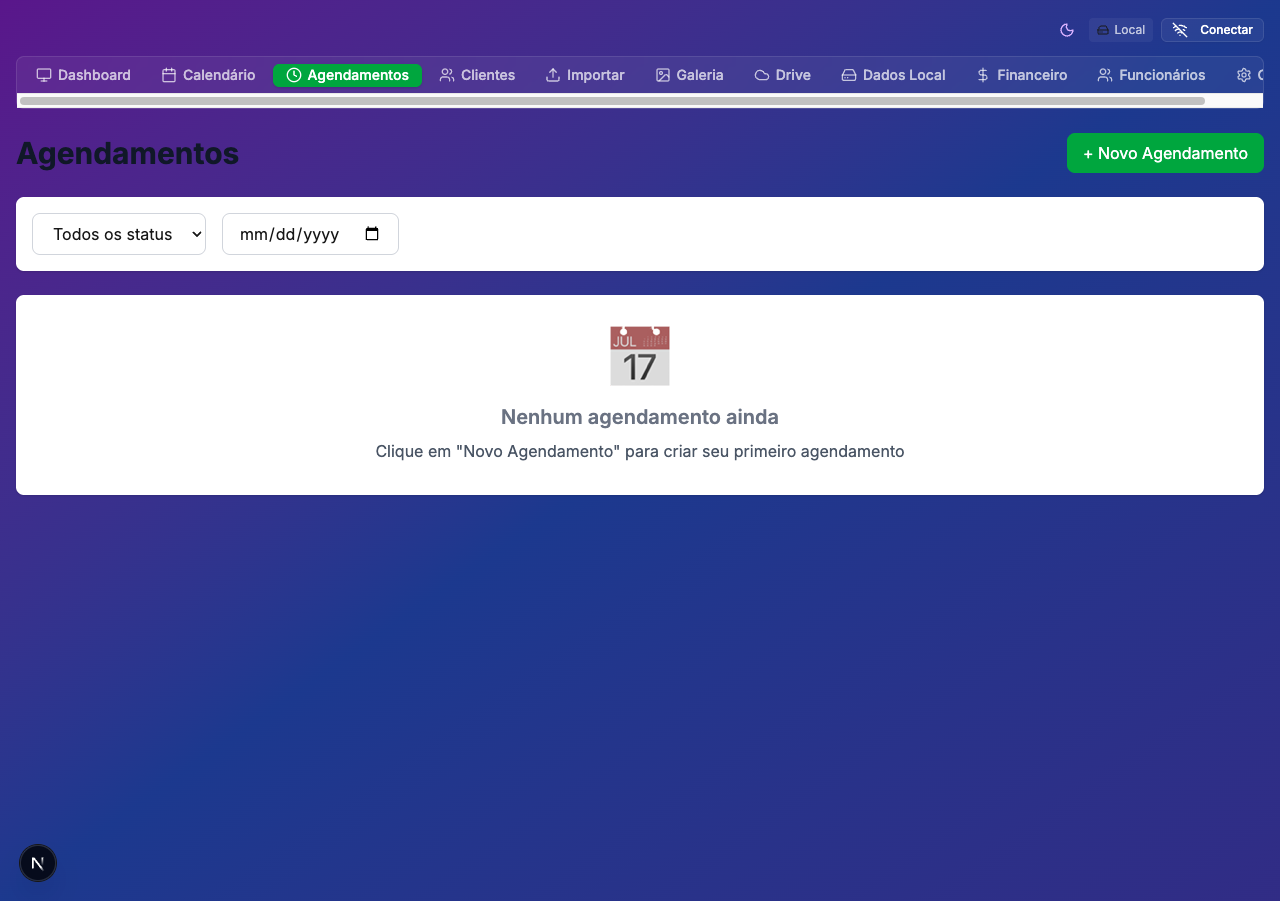 Local
Conectar
Dashboard
Calendário
Agendamentos
Clientes
Importar
Galeria
Drive
Dados Local
Financeiro
Funcionários
Agendamentos
+ Novo Agendamento
Todos os status
mm/dd/yyyy
JUL
17
Nenhum agendamento ainda
Clique em "Novo Agendamento" para criar seu primeiro agendamento
N